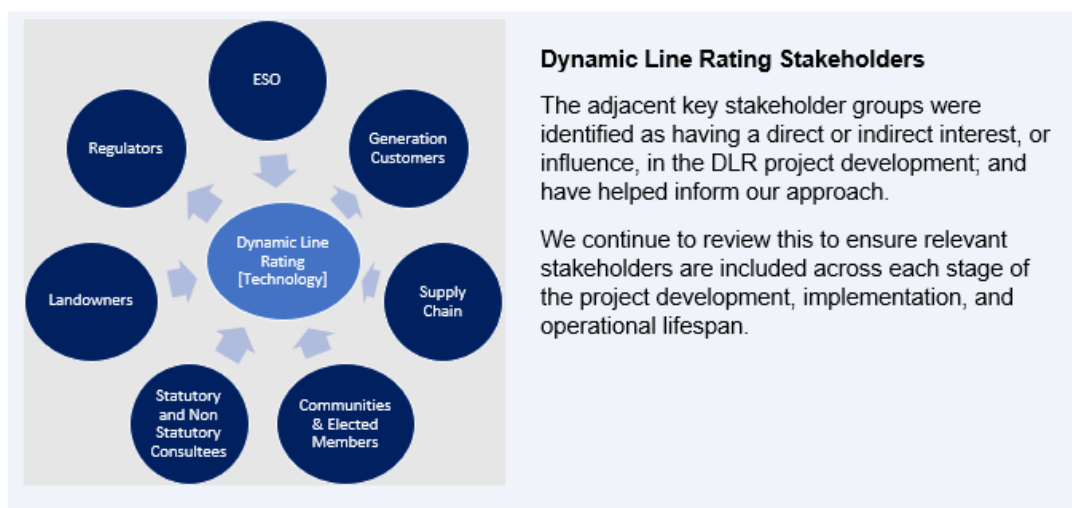 ESO
Generation
Customers
Supply
Chain
Communities
& Elected
Members
Statutory
and Non
Statutory
Consultees
Landowners
Regulators
Dynamic Line
Rating
[Technology]
Dynamic Line Rating Stakeholders
The adjacent key stakeholder groups were
identified as having a direct or indirect interest, or
influence, in the DLR project development; and
have helped inform our approach.
We continue to review this to ensure relevant
stakeholders are included across each stage of
the project development, implementation, and
operational lifespan.